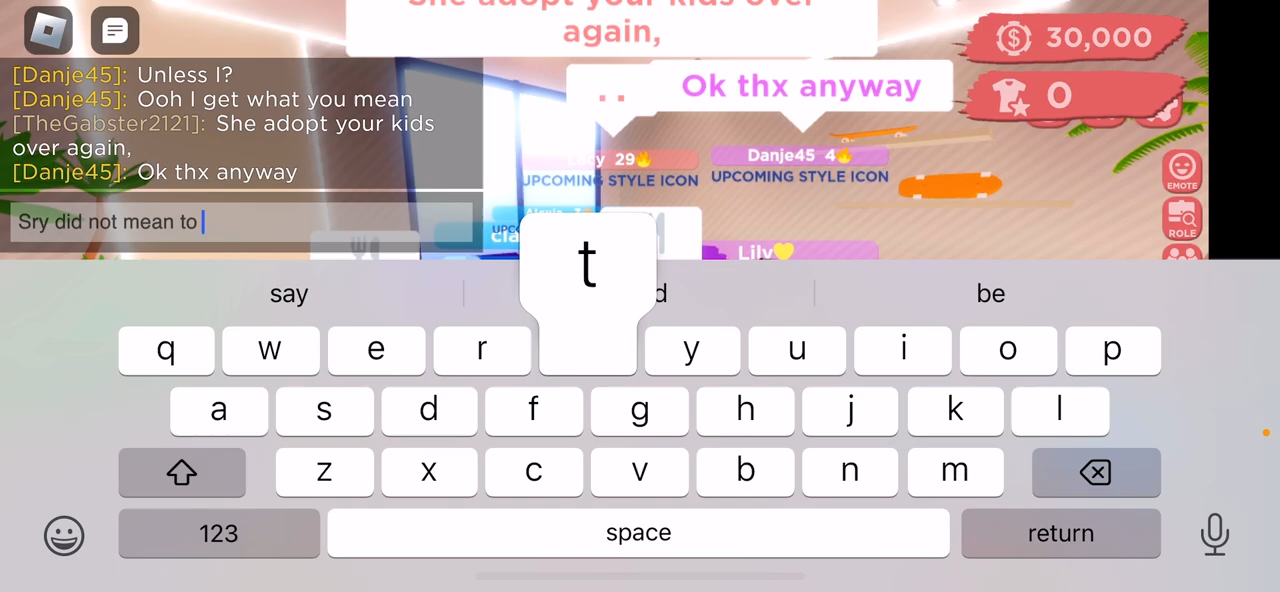 She adopt your kids over
again,
30,000
[Danje45]: Unless I?
[Danje45]: Ooh I get what you mean
[TheGabster2121]: She adopt your kids
over again,
[Danje45]: Ok thx anyway
..
Ok thx anyway
0
Lacy 29🔥
UPCOMING STYLE ICON
Danje45 4🔥
UPCOMING STYLE ICON
EMOTE
ROLE
Sry did not mean to
Lily💛
say
be
q w e r t y u i o p
a s d f g h j k l
z x c v b n m
123
space
return